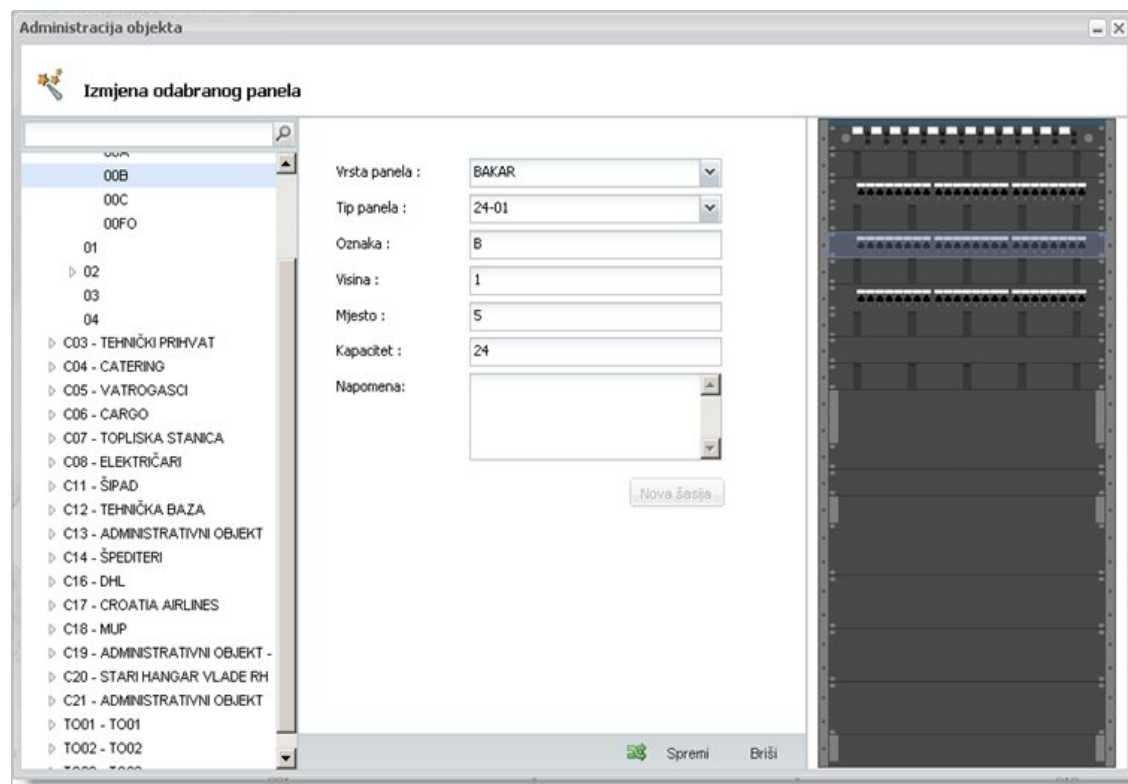 Administracija objekta
Izmjena odabranog panela
00A
00B
00C
00FO
01
02
03
04
C03 - TEHNIČKI PRIHVAT
C04 - CATERING
C05 - VATROGASCI
C06 - CARGO
C07 - TOPLISKA STANICA
C08 - ELEKTRIČARI
C11 - ŠIPAD
C12 - TEHNIČKA BAZA
C13 - ADMINISTRATIVNI OBJEKT
C14 - ŠPEDITERI
C16 - DHL
C17 - CROATIA AIRLINES
C18 - MUP
C19 - ADMINISTRATIVNI OBJEKT -
C20 - STARI HANGAR VLADE RH
C21 - ADMINISTRATIVNI OBJEKT
TO01 - TO01
TO02 - TO02
Vrsta panela : BAKAR
Tip panela : 24-01
Oznaka : B
Visina : 1
Mjesto : 5
Kapacitet : 24
Napomena:
Nova šasija
Spremi Briši